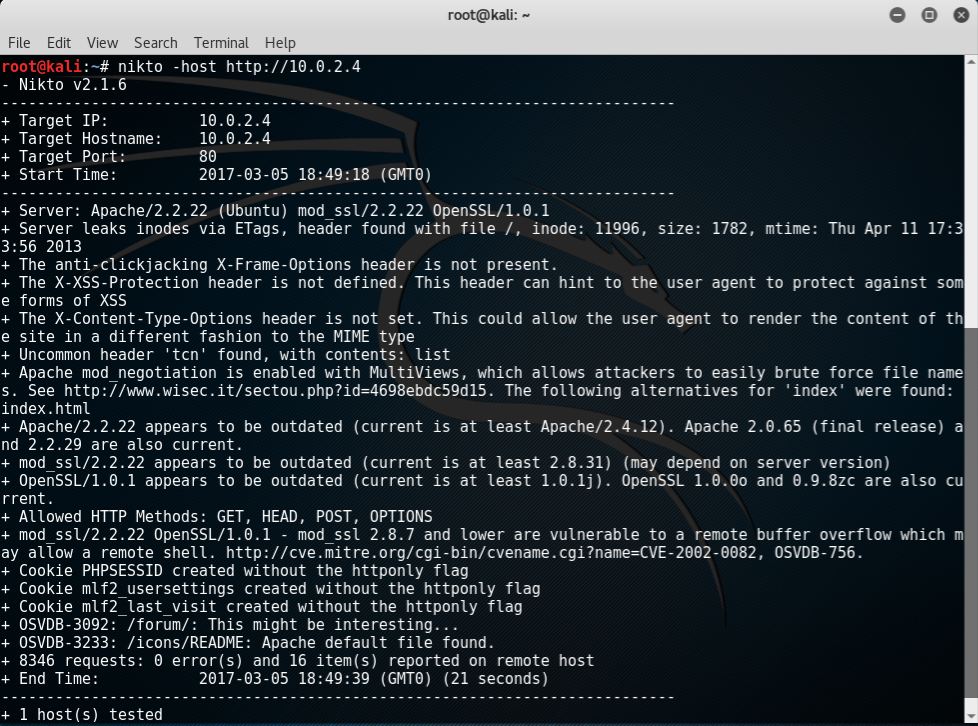 root@kali: ~
File Edit View Search Terminal Help
root@kali:~# nikto -host http://10.0.2.4
- Nikto v2.1.6
---------------------------------------------------------------------------
+ Target IP:          10.0.2.4
+ Target Hostname:    10.0.2.4
+ Target Port:        80
+ Start Time:         2017-03-05 18:49:18 (GMT0)
---------------------------------------------------------------------------
+ Server: Apache/2.2.22 (Ubuntu) mod_ssl/2.2.22 OpenSSL/1.0.1
+ Server leaks inodes via ETags, header found with file /, inode: 11996, size: 1782, mtime: Thu Apr 11 17:3
3:56 2013
+ The anti-clickjacking X-Frame-Options header is not present.
+ The X-XSS-Protection header is not defined. This header can hint to the user agent to protect against som
e forms of XSS
+ The X-Content-Type-Options header is not set. This could allow the user agent to render the content of th
e site in a different fashion to the MIME type
+ Uncommon header 'tcn' found, with contents: list
+ Apache mod_negotiation is enabled with MultiViews, which allows attackers to easily brute force file name
s. See http://www.wisec.it/sectou.php?id=4698ebdc59d15. The following alternatives for 'index' were found: 
index.html
+ Apache/2.2.22 appears to be outdated (current is at least Apache/2.4.12). Apache 2.0.65 (final release) a
nd 2.2.29 are also current.
+ mod_ssl/2.2.22 appears to be outdated (current is at least 2.8.31) (may depend on server version)
+ OpenSSL/1.0.1 appears to be outdated (current is at least 1.0.1j). OpenSSL 1.0.0o and 0.9.8zc are also cu
rrent.
+ Allowed HTTP Methods: GET, HEAD, POST, OPTIONS
+ mod_ssl/2.2.22 OpenSSL/1.0.1 - mod_ssl 2.8.7 and lower are vulnerable to a remote buffer overflow which m
ay allow a remote shell. http://cve.mitre.org/cgi-bin/cvename.cgi?name=CVE-2002-0082, OSVDB-756.
+ Cookie PHPSESSID created without the httponly flag
+ Cookie mlf2_usersettings created without the httponly flag
+ Cookie mlf2_last_visit created without the httponly flag
+ OSVDB-3092: /forum/: This might be interesting...
+ OSVDB-3233: /icons/README: Apache default file found.
+ 8346 requests: 0 error(s) and 16 item(s) reported on remote host
+ End Time:           2017-03-05 18:49:39 (GMT0) (21 seconds)
---------------------------------------------------------------------------
+ 1 host(s) tested